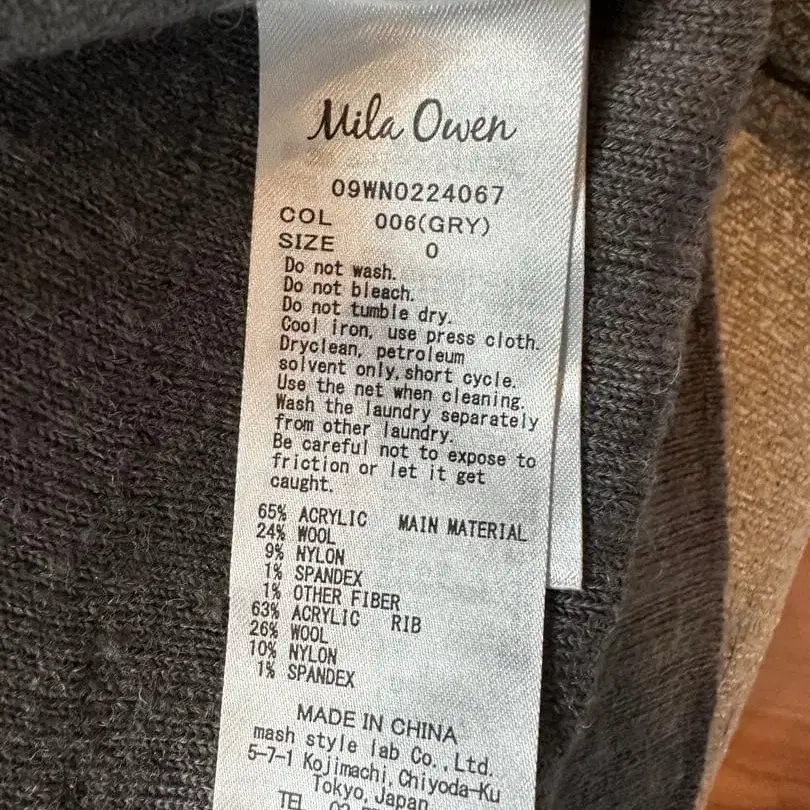 Mila Owen
09WN0224067
COL 006(GRY)
SIZE 0
Do not wash.
Do not bleach.
Do not tumble dry.
Cool iron, use press cloth.
Dryclean, petroleum
solvent only, short cycle.
Use the net when cleaning.
Wash the laundry separately
from other laundry.
Be careful not to expose to
friction or let it get
caught.
65% ACRYLIC MAIN MATERIAL
24% WOOL
9% NYLON
1% SPANDEX
1% OTHER FIBER
63% ACRYLIC RIB
26% WOOL
10% NYLON
1% SPANDEX
MADE IN CHINA
mash style lab Co., Ltd.
5-7-1 Kojimachi, Chiyoda-Ku
Tokyo, Japan
TEL